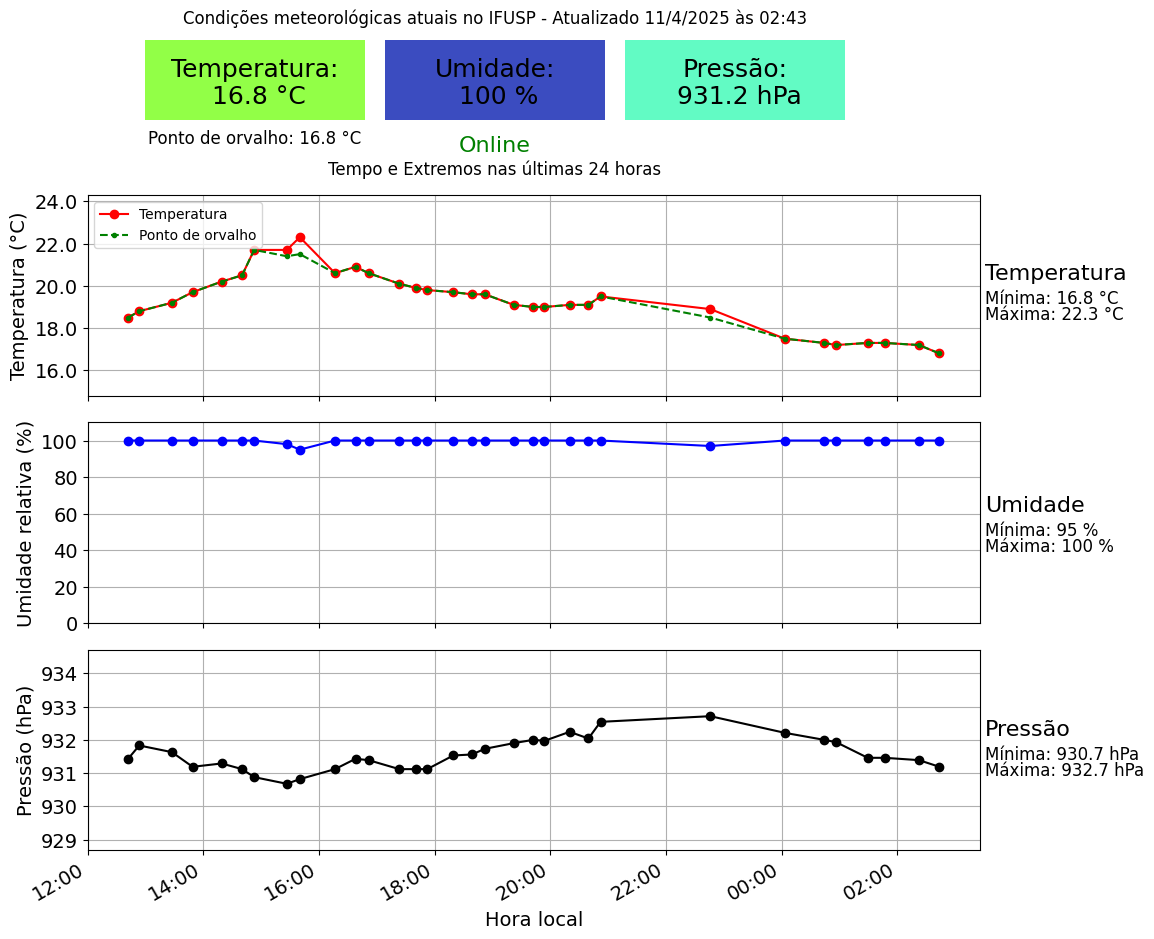 Condições meteorológicas atuais no IFUSP - Atualizado 11/4/2025 às 02:43
Temperatura:
16.8 °C
Umidade:
100 %
Pressão:
931.2 hPa
Ponto de orvalho: 16.8 °C
Online
Tempo e Extremos nas últimas 24 horas
Temperatura (°C)
24.0
22.0
20.0
18.0
16.0
Temperatura
Ponto de orvalho
Temperatura
Mínima: 16.8 °C
Máxima: 22.3 °C
Umidade relativa (%)
100
80
60
40
20
0
Umidade
Mínima: 95 %
Máxima: 100 %
Pressão (hPa)
934
933
932
931
930
929
Pressão
Mínima: 930.7 hPa
Máxima: 932.7 hPa
12:00 14:00 16:00 18:00 20:00 22:00 00:00 02:00
Hora local